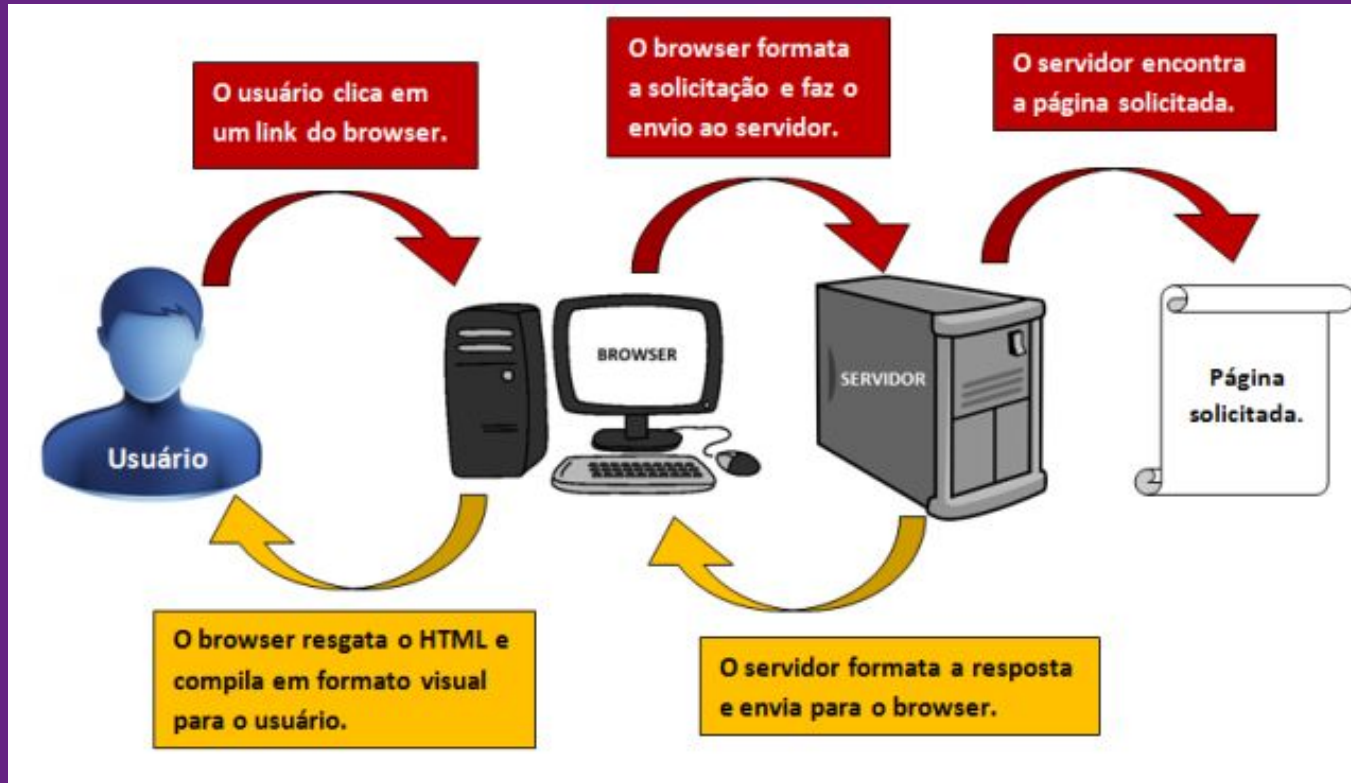 O usuário clica em
um link do browser.
O browser formata
a solicitação e faz o
envio ao servidor.
O servidor encontra
a página solicitada.
Usuário
BROWSER
SERVIDOR
Página
solicitada.
O browser resgata o HTML e
compila em formato visual
para o usuário.
O servidor formata a resposta
e envia para o browser.